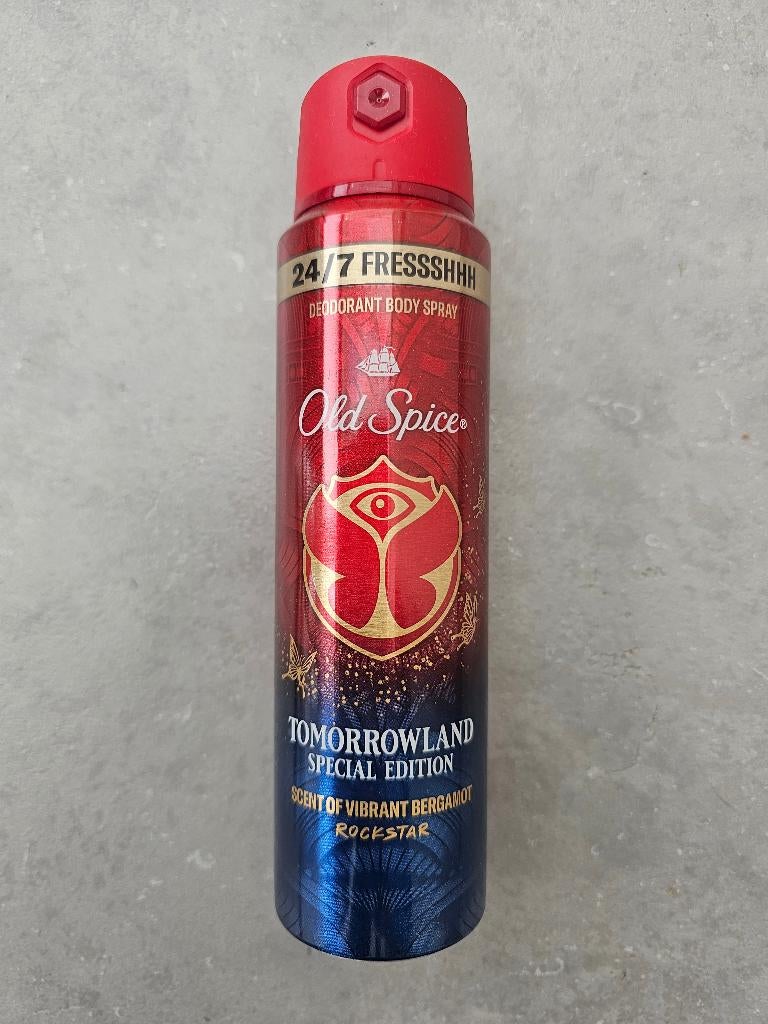 24/7 FRESSSHHH
DEODORANT BODY SPRAY
Old Spice®
TOMORROWLAND
SPECIAL EDITION
SCENT OF VIBRANT BERGAMOT
ROCKSTAR